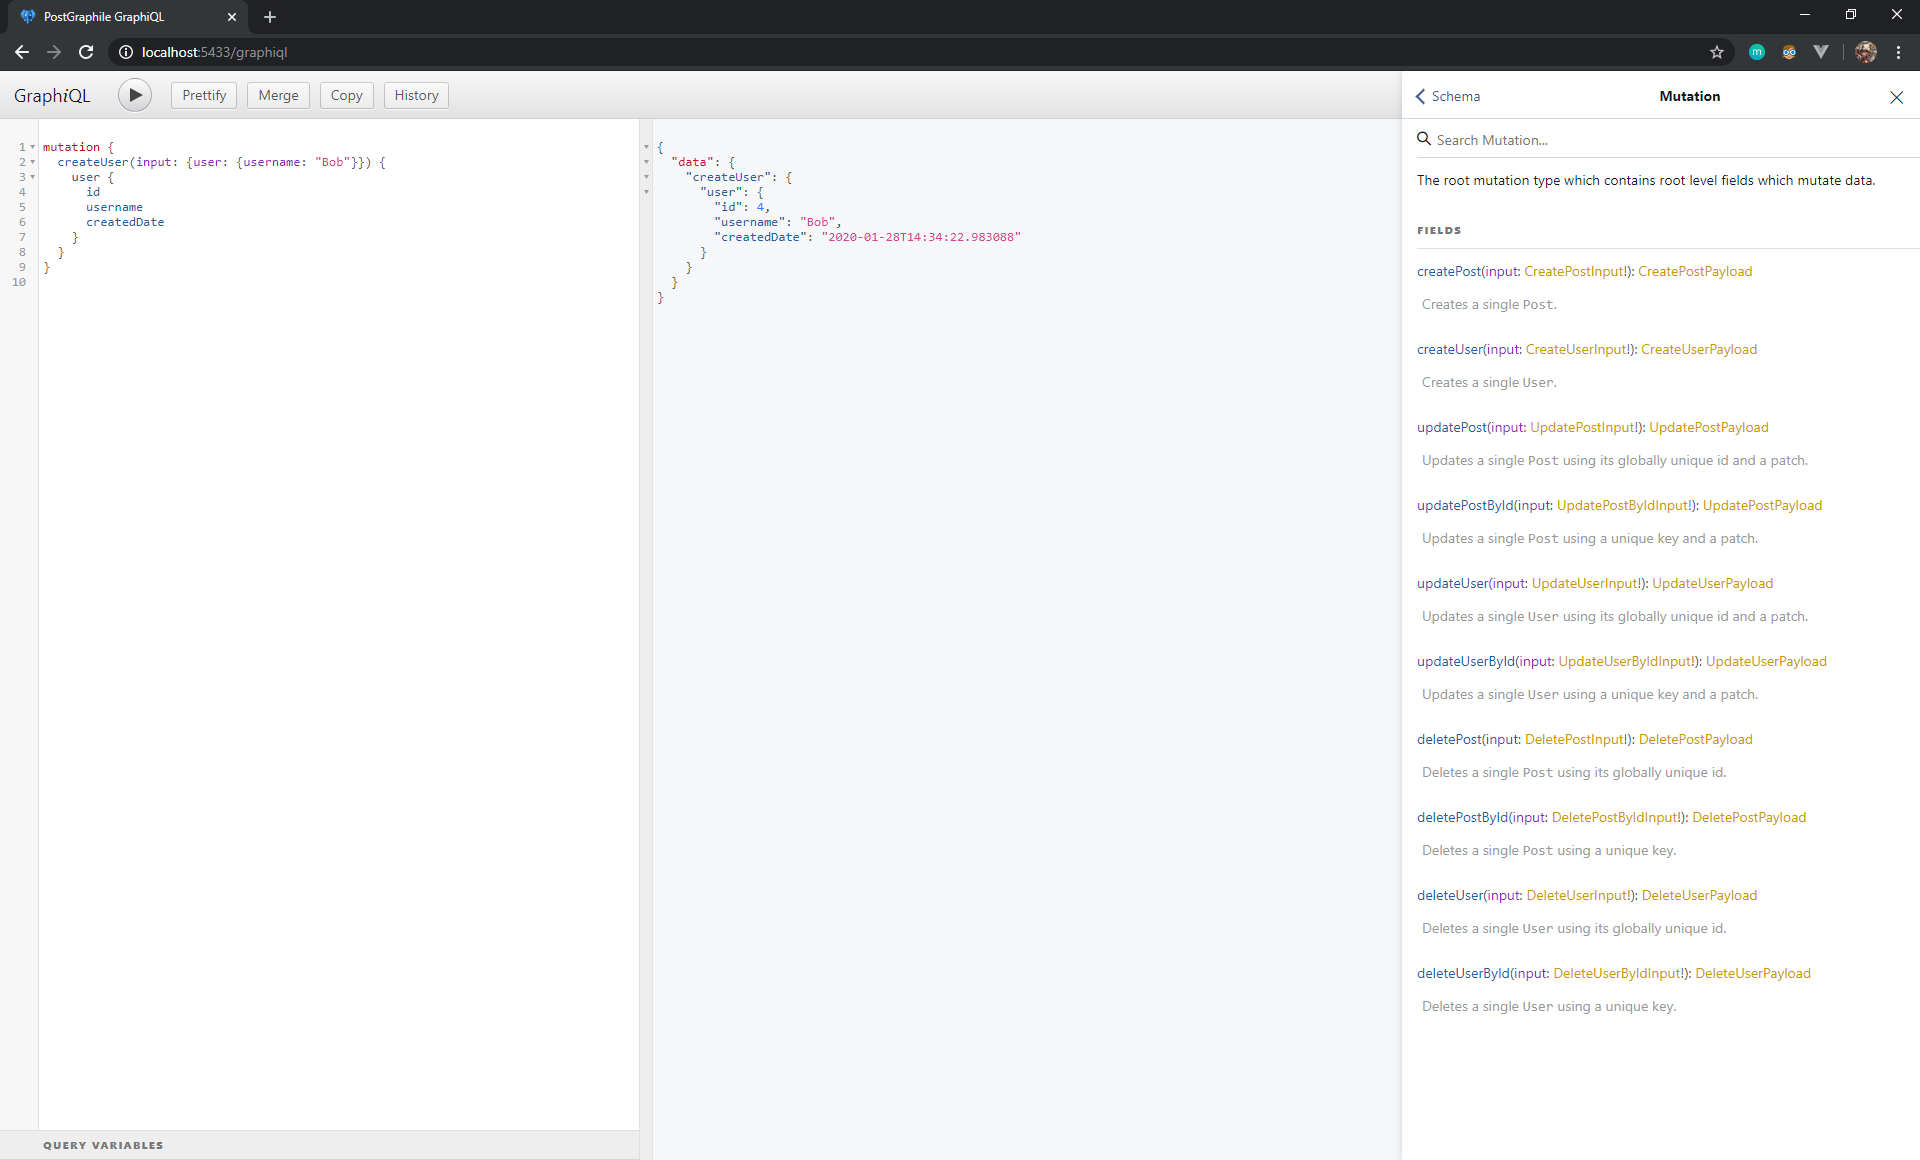 PostGraphile GraphiQL
localhost:5433/graphiql
m
GraphiQL
Prettify
Merge
Copy
History
1 mutation {
2 createUser(input: {user: {username: "Bob"}}) {
3 user {
4 id
5 username
6 createdDate
7 }
8 }
9 }
10
QUERY VARIABLES
{
"data": {
"createUser": {
"user": {
"id": 4,
"username": "Bob",
"createdDate": "2020-01-28T14:34:22.983088"
}
}
}
}
Schema
Mutation
Search Mutation...
The root mutation type which contains root level fields which mutate data.
FIELDS
createPost(input: CreatePostInput!): CreatePostPayload
Creates a single Post.
createUser(input: CreateUserInput!): CreateUserPayload
Creates a single User.
updatePost(input: UpdatePostInput!): UpdatePostPayload
Updates a single Post using its globally unique id and a patch.
updatePostById(input: UpdatePostByIdInput!): UpdatePostPayload
Updates a single Post using a unique key and a patch.
updateUser(input: UpdateUserInput!): UpdateUserPayload
Updates a single User using its globally unique id and a patch.
updateUserById(input: UpdateUserByIdInput!): UpdateUserPayload
Updates a single User using a unique key and a patch.
deletePost(input: DeletePostInput!): DeletePostPayload
Deletes a single Post using its globally unique id.
deletePostById(input: DeletePostByIdInput!): DeletePostPayload
Deletes a single Post using a unique key.
deleteUser(input: DeleteUserInput!): DeleteUserPayload
Deletes a single User using its globally unique id.
deleteUserById(input: DeleteUserByIdInput!): DeleteUserPayload
Deletes a single User using a unique key.